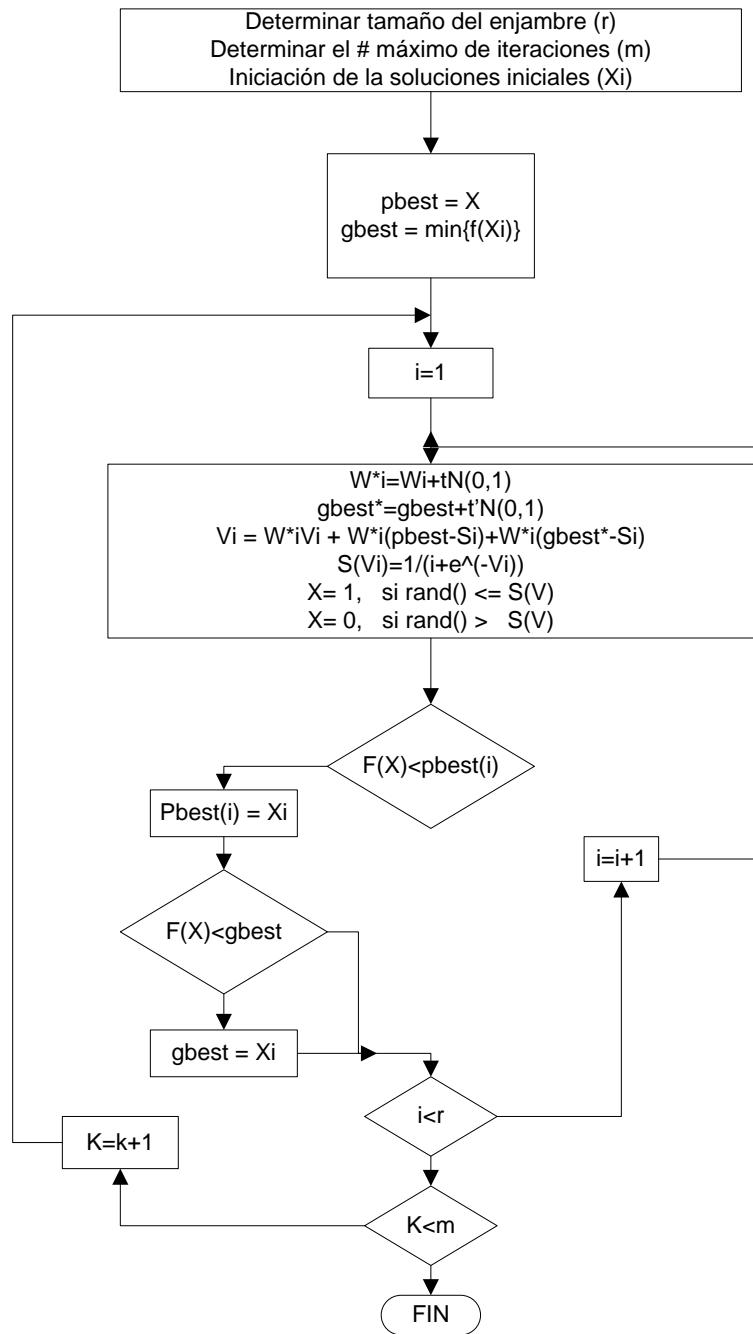 Determinar tamaño del enjambre (r)
Determinar el # máximo de iteraciones (m)
Iniciación de la soluciones iniciales (Xi)
pbest = X
gbest = min{f(Xi)}
i=1
W*i=Wi+tN(0,1)
gbest*=gbest+t’N(0,1)
Vi = W*iVi + W*i(pbest-Si)+W*i(gbest*-Si)
S(Vi)=1/(i+e^(-Vi))
X= 1, si rand() <= S(V)
X= 0, si rand() > S(V)
F(X)<pbest(i)
Pbest(i) = Xi
i=i+1
F(X)<gbest
gbest = Xi
i<r
K=k+1
K<m
FIN